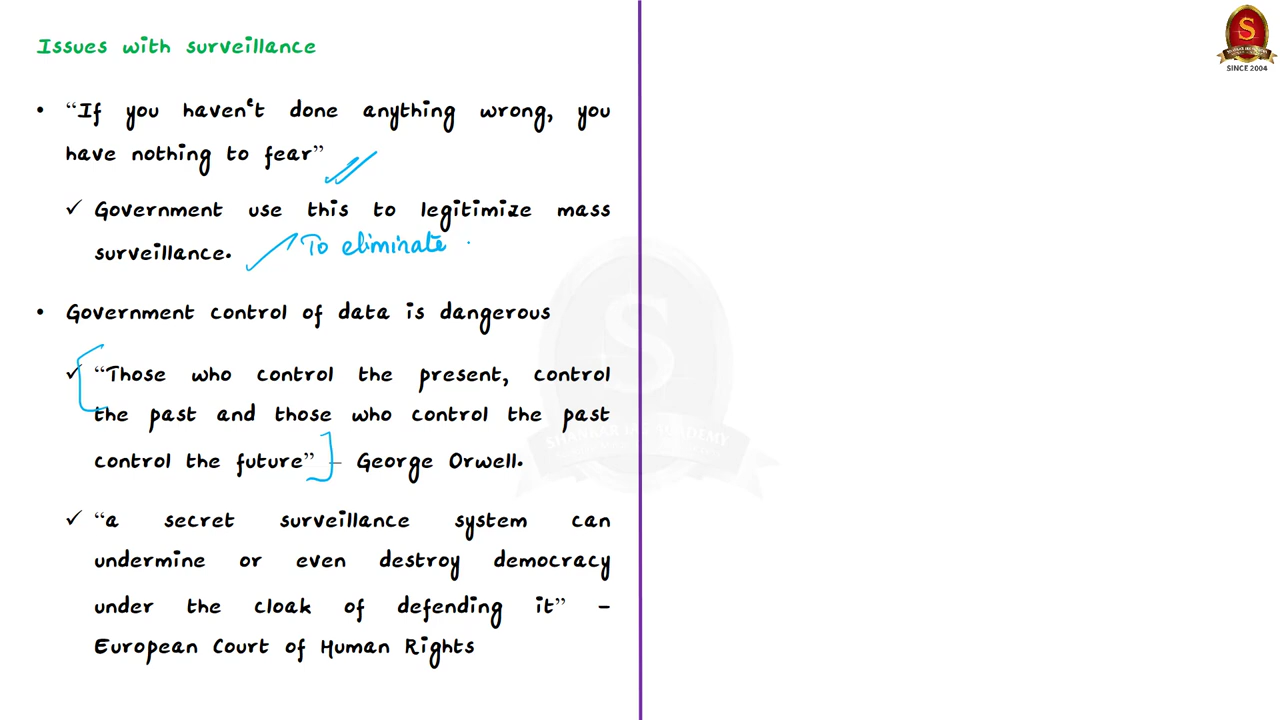 Issues with surveillance
• “If you haven't done anything wrong, you
have nothing to fear”
✓ Government use this to legitimize mass
surveillance.
To eliminate
• Government control of data is dangerous
✓ “Those who control the present, control
the past and those who control the past
control the future” – George Orwell.
✓ “a secret surveillance system can
undermine or even destroy democracy
under the cloak of defending it” –
European Court of Human Rights
S
SINCE 2004
S
SHANKAR IAS ACADEMY